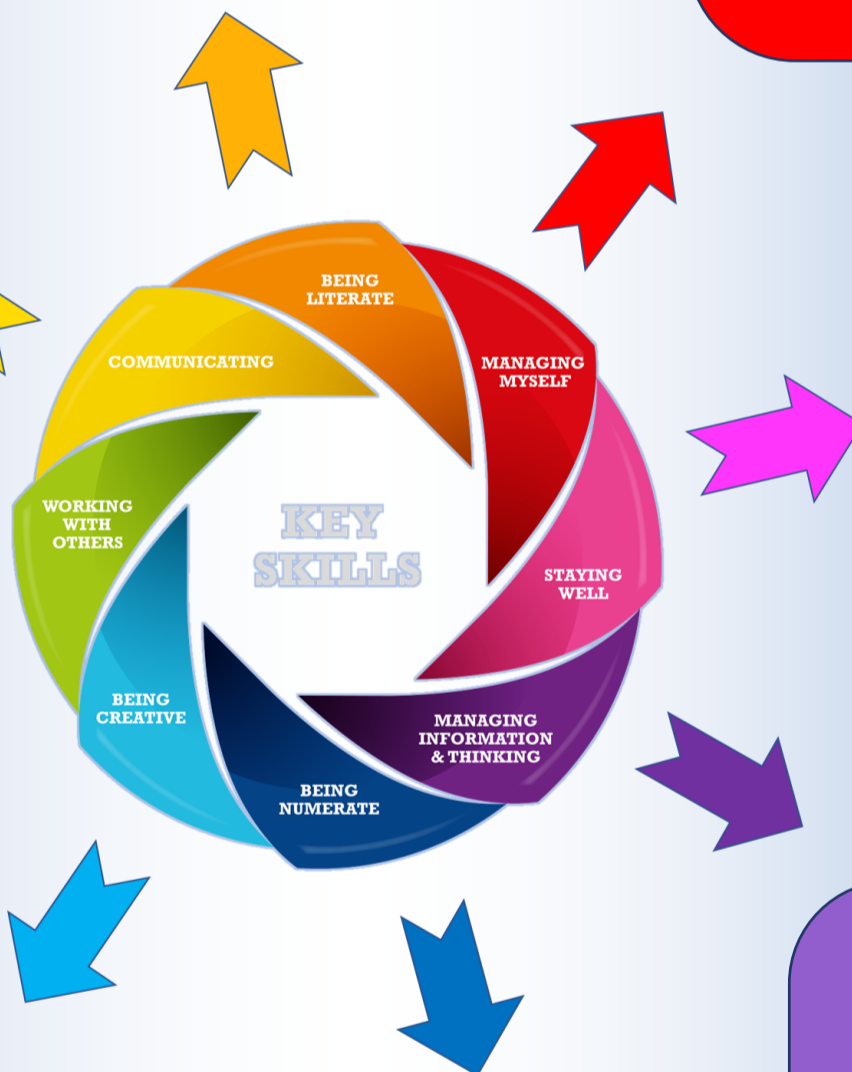 BEING
LITERATE
MANAGING
MYSELF
COMMUNICATING
WORKING
WITH
OTHERS
KEY
SKILLS
STAYING
WELL
BEING
CREATIVE
MANAGING
INFORMATION
& THINKING
BEING
NUMERATE